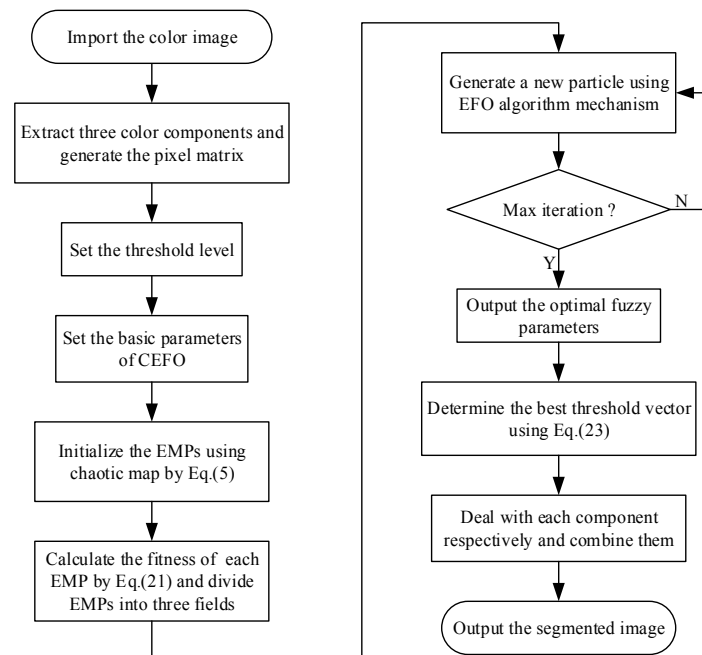 Import the color image
Extract three color components and
generate the pixel matrix
Set the threshold level
Set the basic parameters
of CEFO
Initialize the EMPs using
chaotic map by Eq.(5)
Calculate the fitness of each
EMP by Eq.(21) and divide
EMPs into three fields
Generate a new particle using
EFO algorithm mechanism
Max iteration ?
N
Y
Output the optimal fuzzy
parameters
Determine the best threshold vector
using Eq.(23)
Deal with each component
respectively and combine them
Output the segmented image